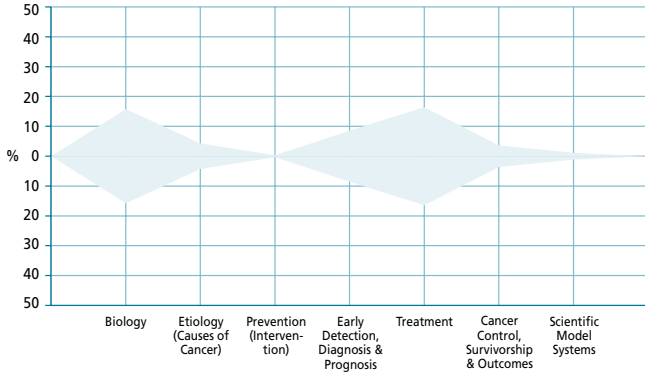 50
40
30
20
10
% 0
10
20
30
40
50
Biology
Etiology
(Causes of
Cancer)
Prevention
(Interven-
tion)
Early
Detection,
Diagnosis &
Prognosis
Treatment
Cancer
Control,
Survivorship
& Outcomes
Scientific
Model
Systems